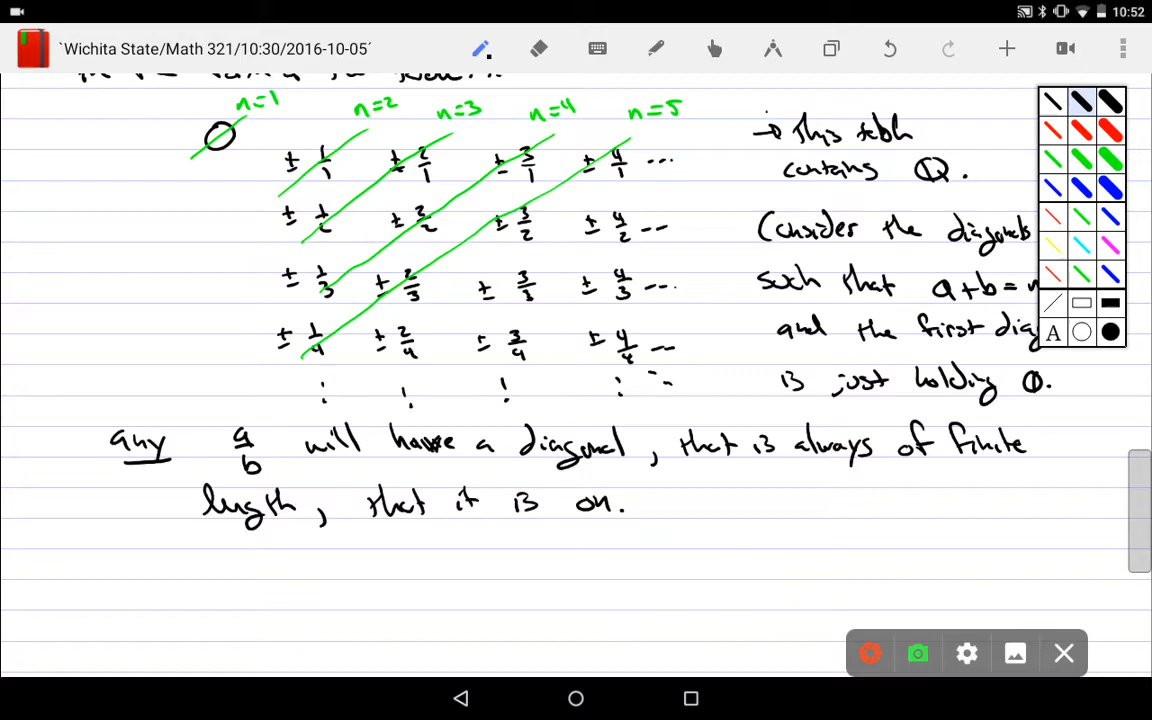 10:52
`Wichita State/Math 321/10:30/2016-10-05´
n=1 n=2 n=3 n=4 n=5
0
± 1/1 ± 2/1 ± 3/1 ± 4/1 ...
± 1/2 ± 2/2 ± 3/2 ± 4/2 ...
± 1/3 ± 2/3 ± 3/3 ± 4/3 ...
± 1/4 ± 2/4 ± 3/4 ± 4/4 ...
→ This table
contains Q.
Consider the diagonals
such that a+b=n
and the first diag
is just holding 0.
A
any a/b will have a diagonal, that is always of finite
length, that it is on.